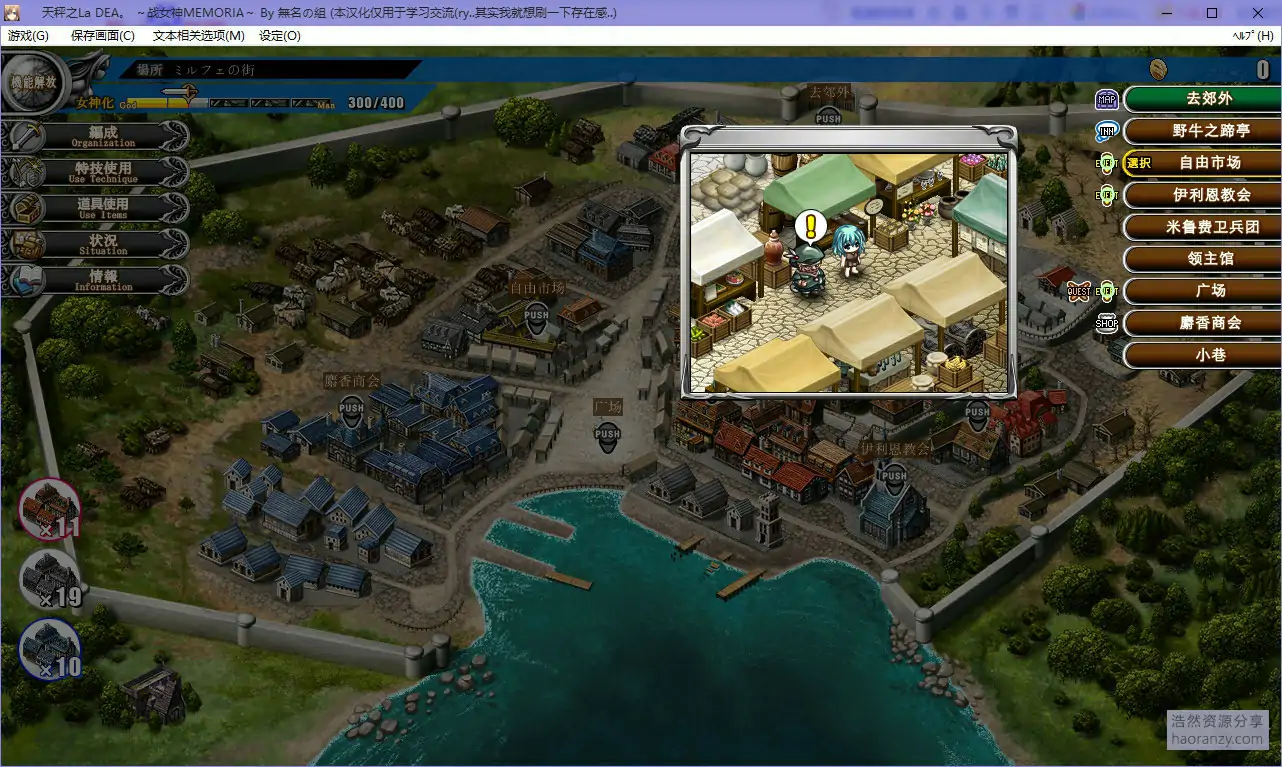 天秤之La DEA。 ～战女神MEMORIA～ By 無名の組 (本汉化仅用于学习交流(ry..其实我就想刷一下存在感..)
游戏(G) 保存画面(C) 文本相关选项(M) 设定(O) ﾍﾙﾌﾟ(H)
機能解放
場所 ミルフェの街
0
女神化 God Man 300/400
編成
Organization
特技使用
Use Technique
道具使用
Use Items
状況
Situation
情報
Information
MAP 去郊外
INN 野牛之蹄亭
EVENT 選択 自由市场
EVENT 伊利恩教会
米鲁费卫兵团
领主馆
QUEST EVENT 广场
SHOP 麝香商会
小巷
去郊外
PUSH
自由市场
PUSH
麝香商会
PUSH
广场
PUSH
PUSH
伊利恩教会
PUSH
×11
×19
×10
浩然资源分享
haoranzy.com